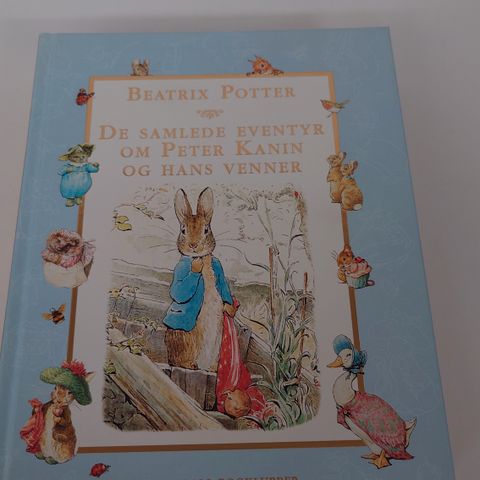 BEATRIX POTTER
DE SAMLEDE EVENTYR
OM PETER KANIN
OG HANS VENNER